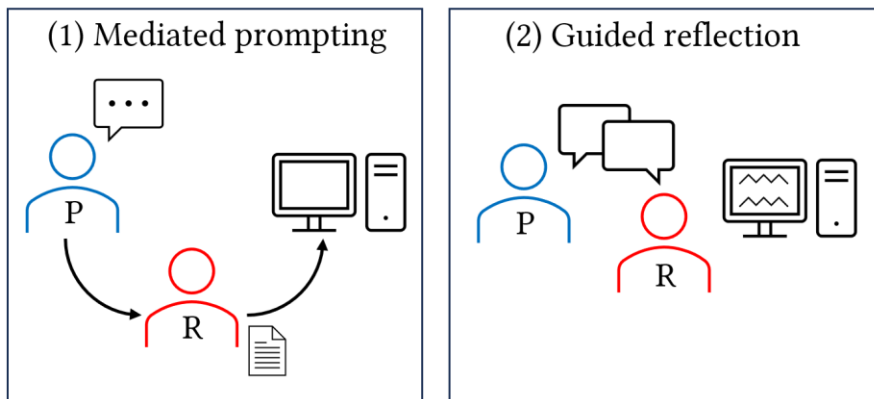 (1) Mediated prompting
P
R
(2) Guided reflection
P
R